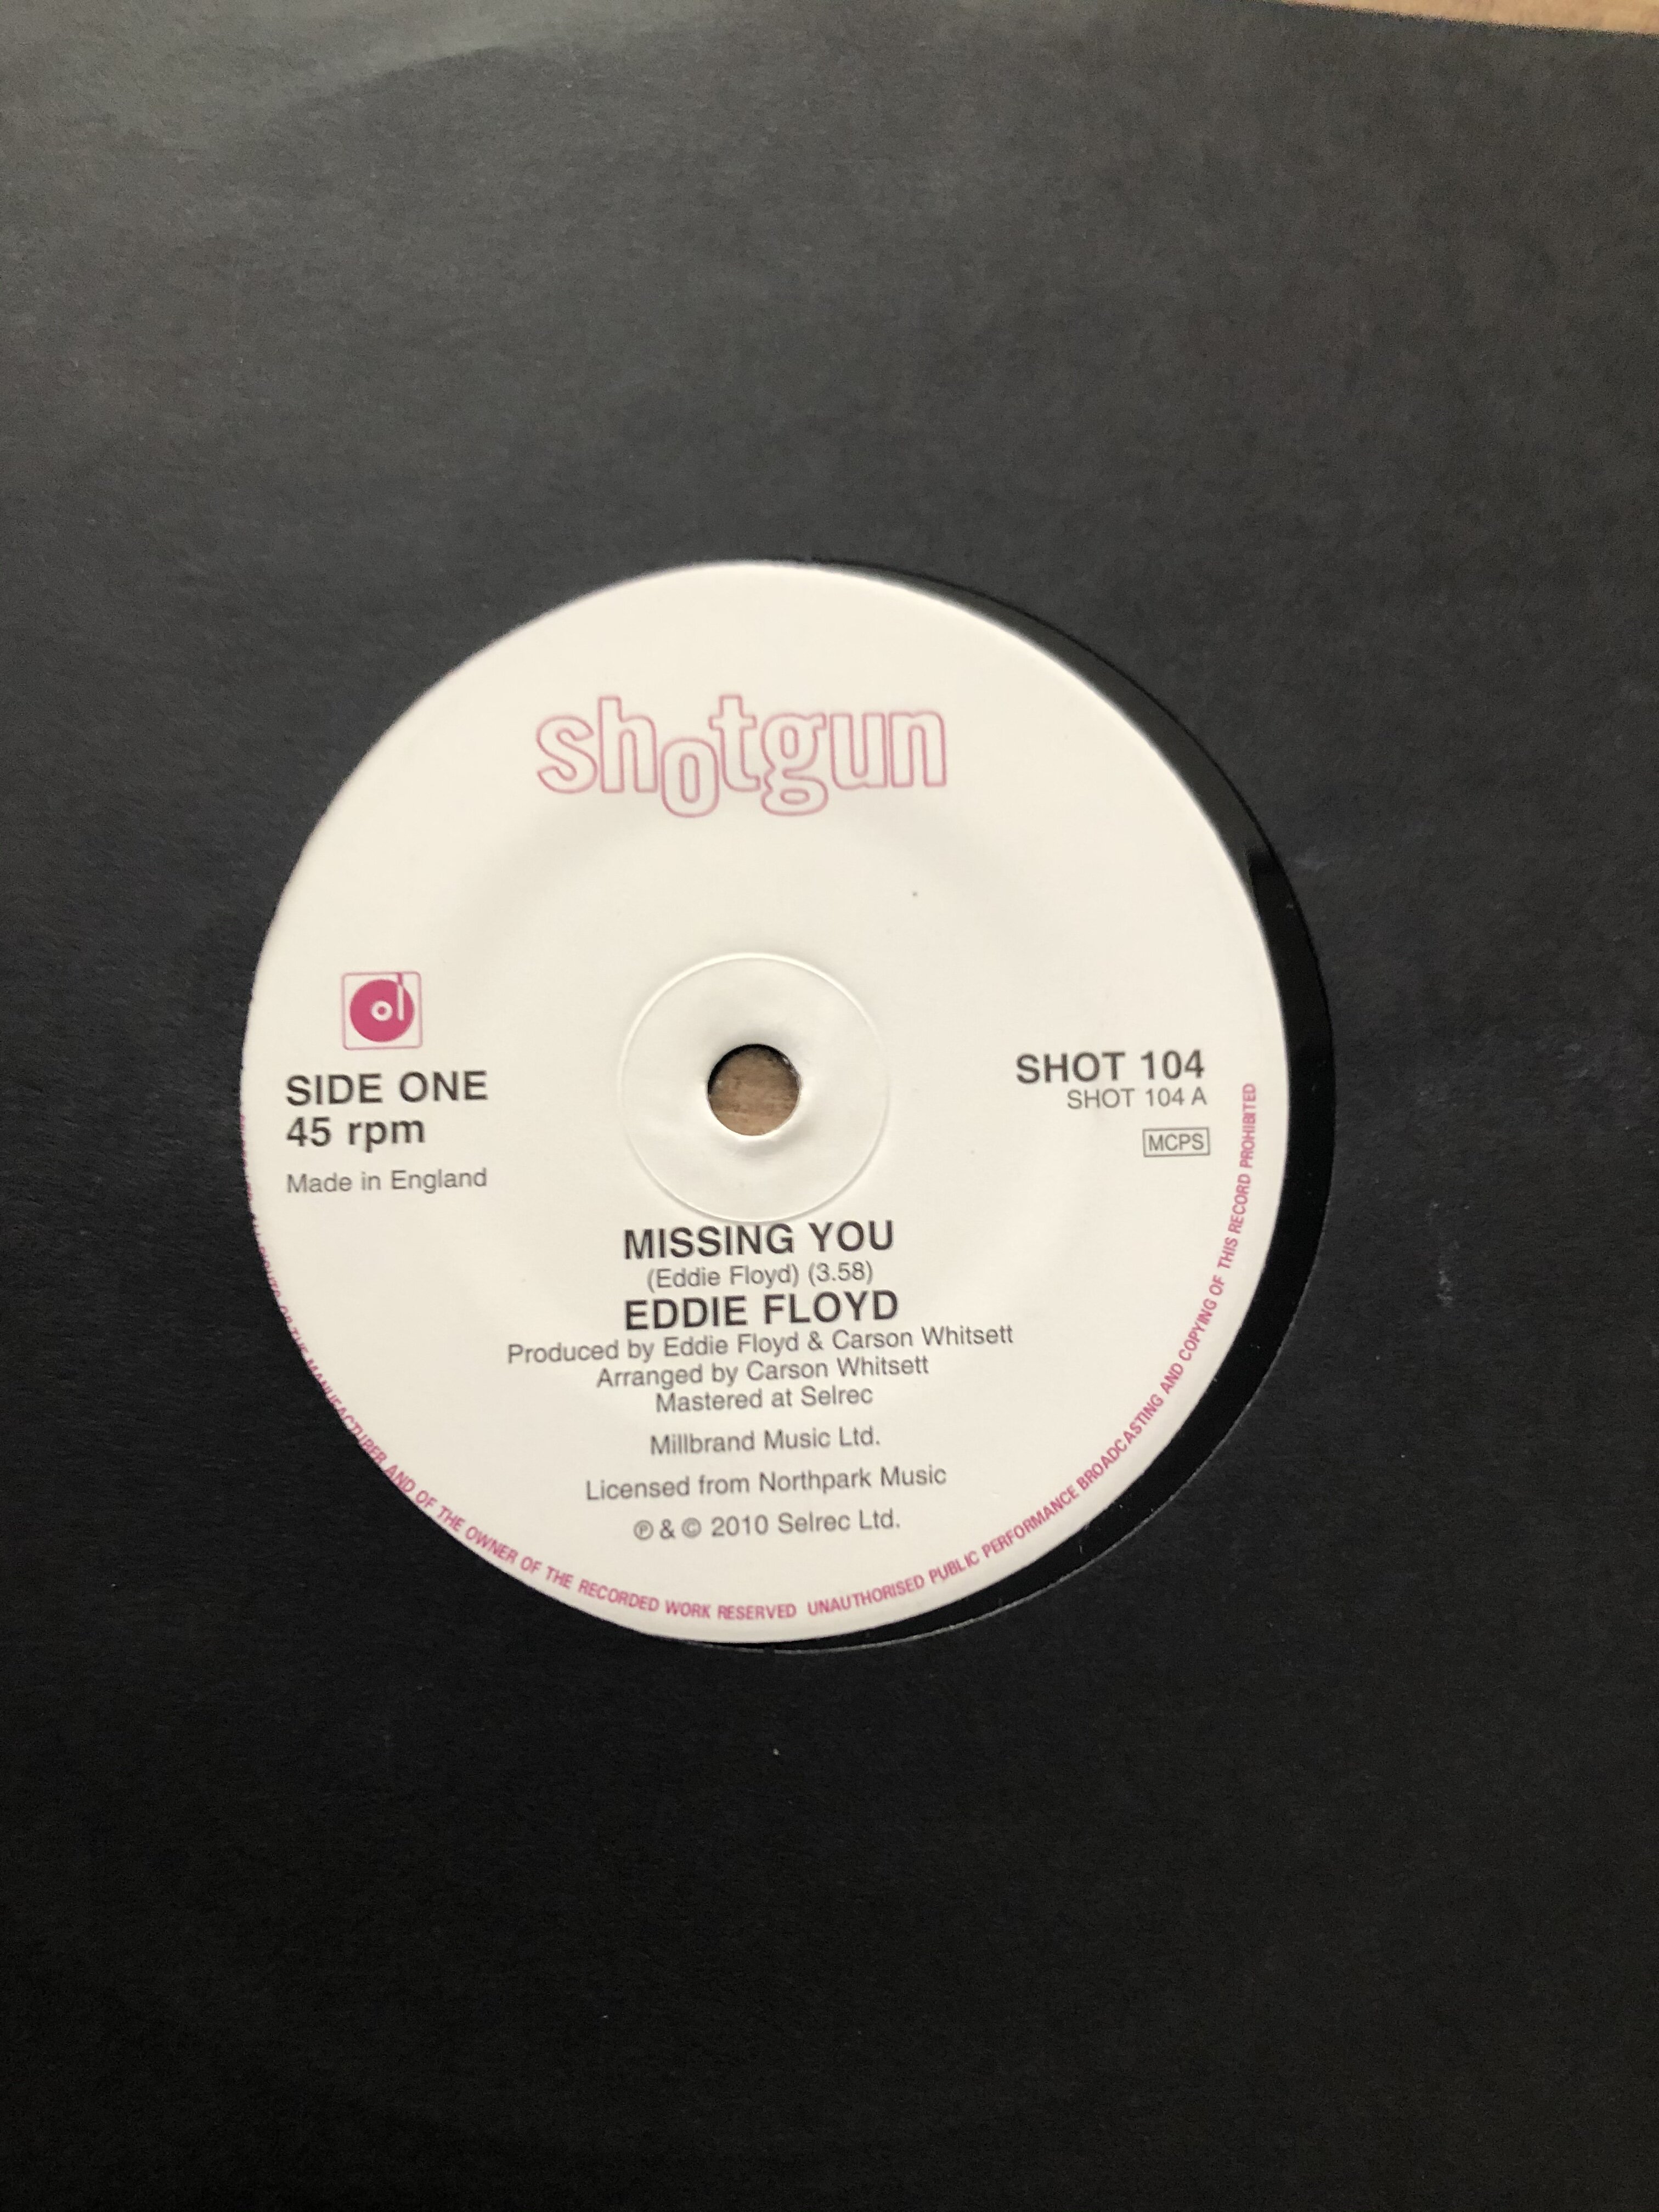 shotgun
SIDE ONE
45 rpm
Made in England
SHOT 104
SHOT 104 A
MCPS
MISSING YOU
(Eddie Floyd) (3.58)
EDDIE FLOYD
Produced by Eddie Floyd & Carson Whitsett
Arranged by Carson Whitsett
Mastered at Selrec
Millbrand Music Ltd.
Licensed from Northpark Music
℗ & © 2010 Selrec Ltd.
MANUFACTURER AND OF THE OWNER OF THE RECORDED WORK RESERVED UNAUTHORISED PUBLIC PERFORMANCE BROADCASTING AND COPYING OF THIS RECORD PROHIBITED